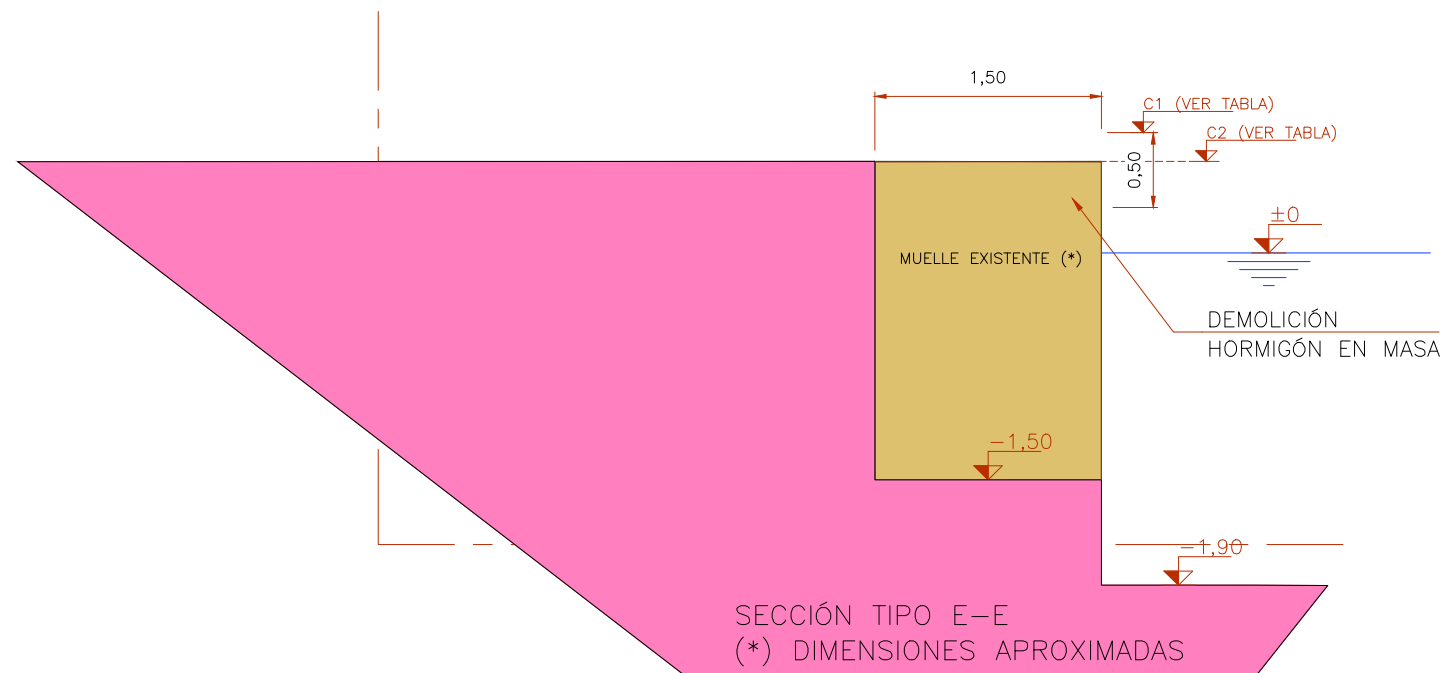 1,50
C1 (VER TABLA)
C2 (VER TABLA)
0,50
±0
MUELLE EXISTENTE (*)
DEMOLICIÓN
HORMIGÓN EN MASA
-1,50
-1,90
SECCIÓN TIPO E-E
(*) DIMENSIONES APROXIMADAS